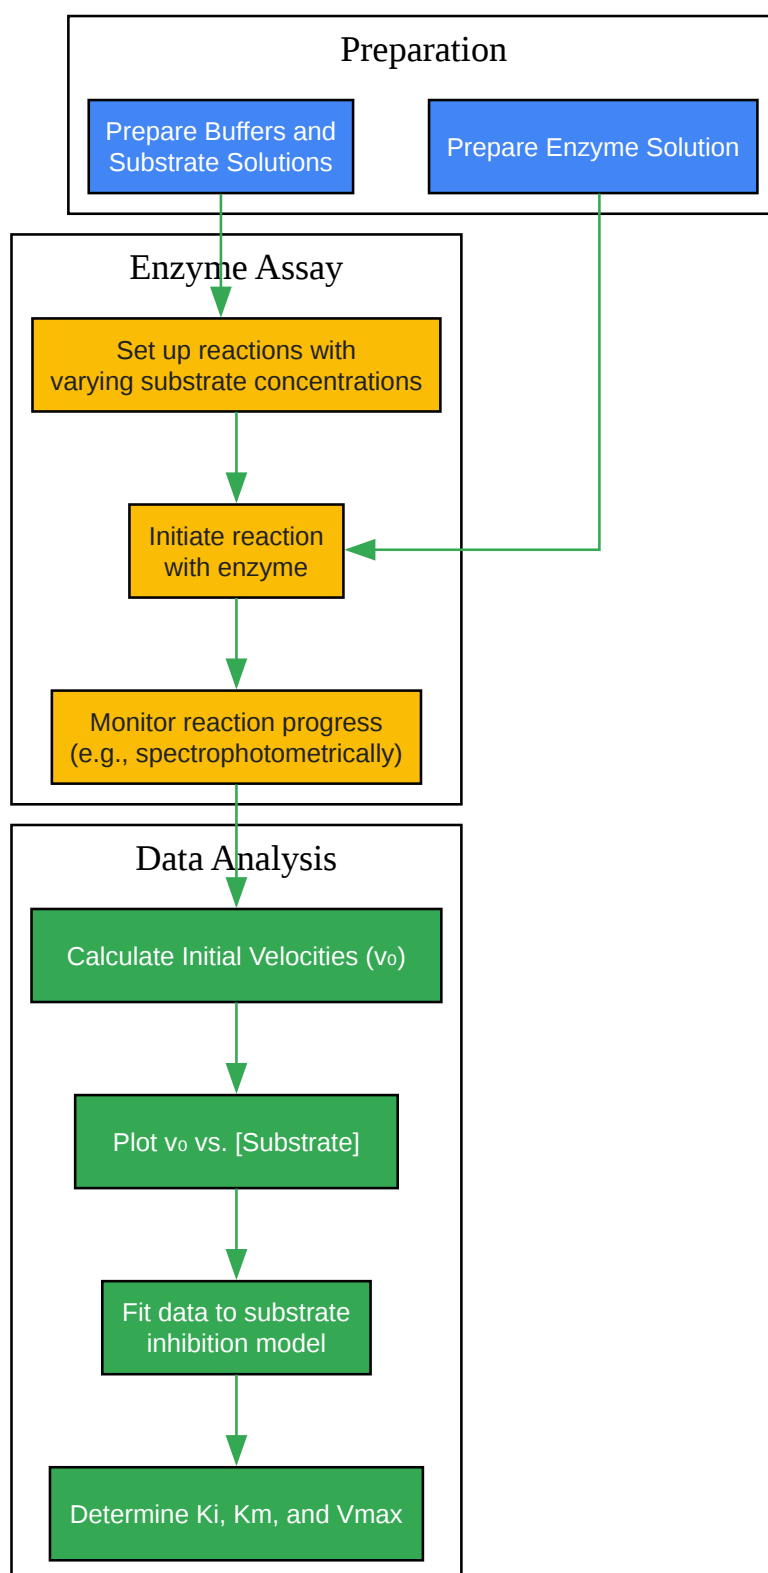 Preparation
Prepare Buffers and
Substrate Solutions
Prepare Enzyme Solution
Enzyme Assay
Set up reactions with
varying substrate concentrations
Initiate reaction
with enzyme
Monitor reaction progress
(e.g., spectrophotometrically)
Data Analysis
Calculate Initial Velocities (v₀)
Plot v₀ vs. [Substrate]
Fit data to substrate
inhibition model
Determine Ki, Km, and Vmax